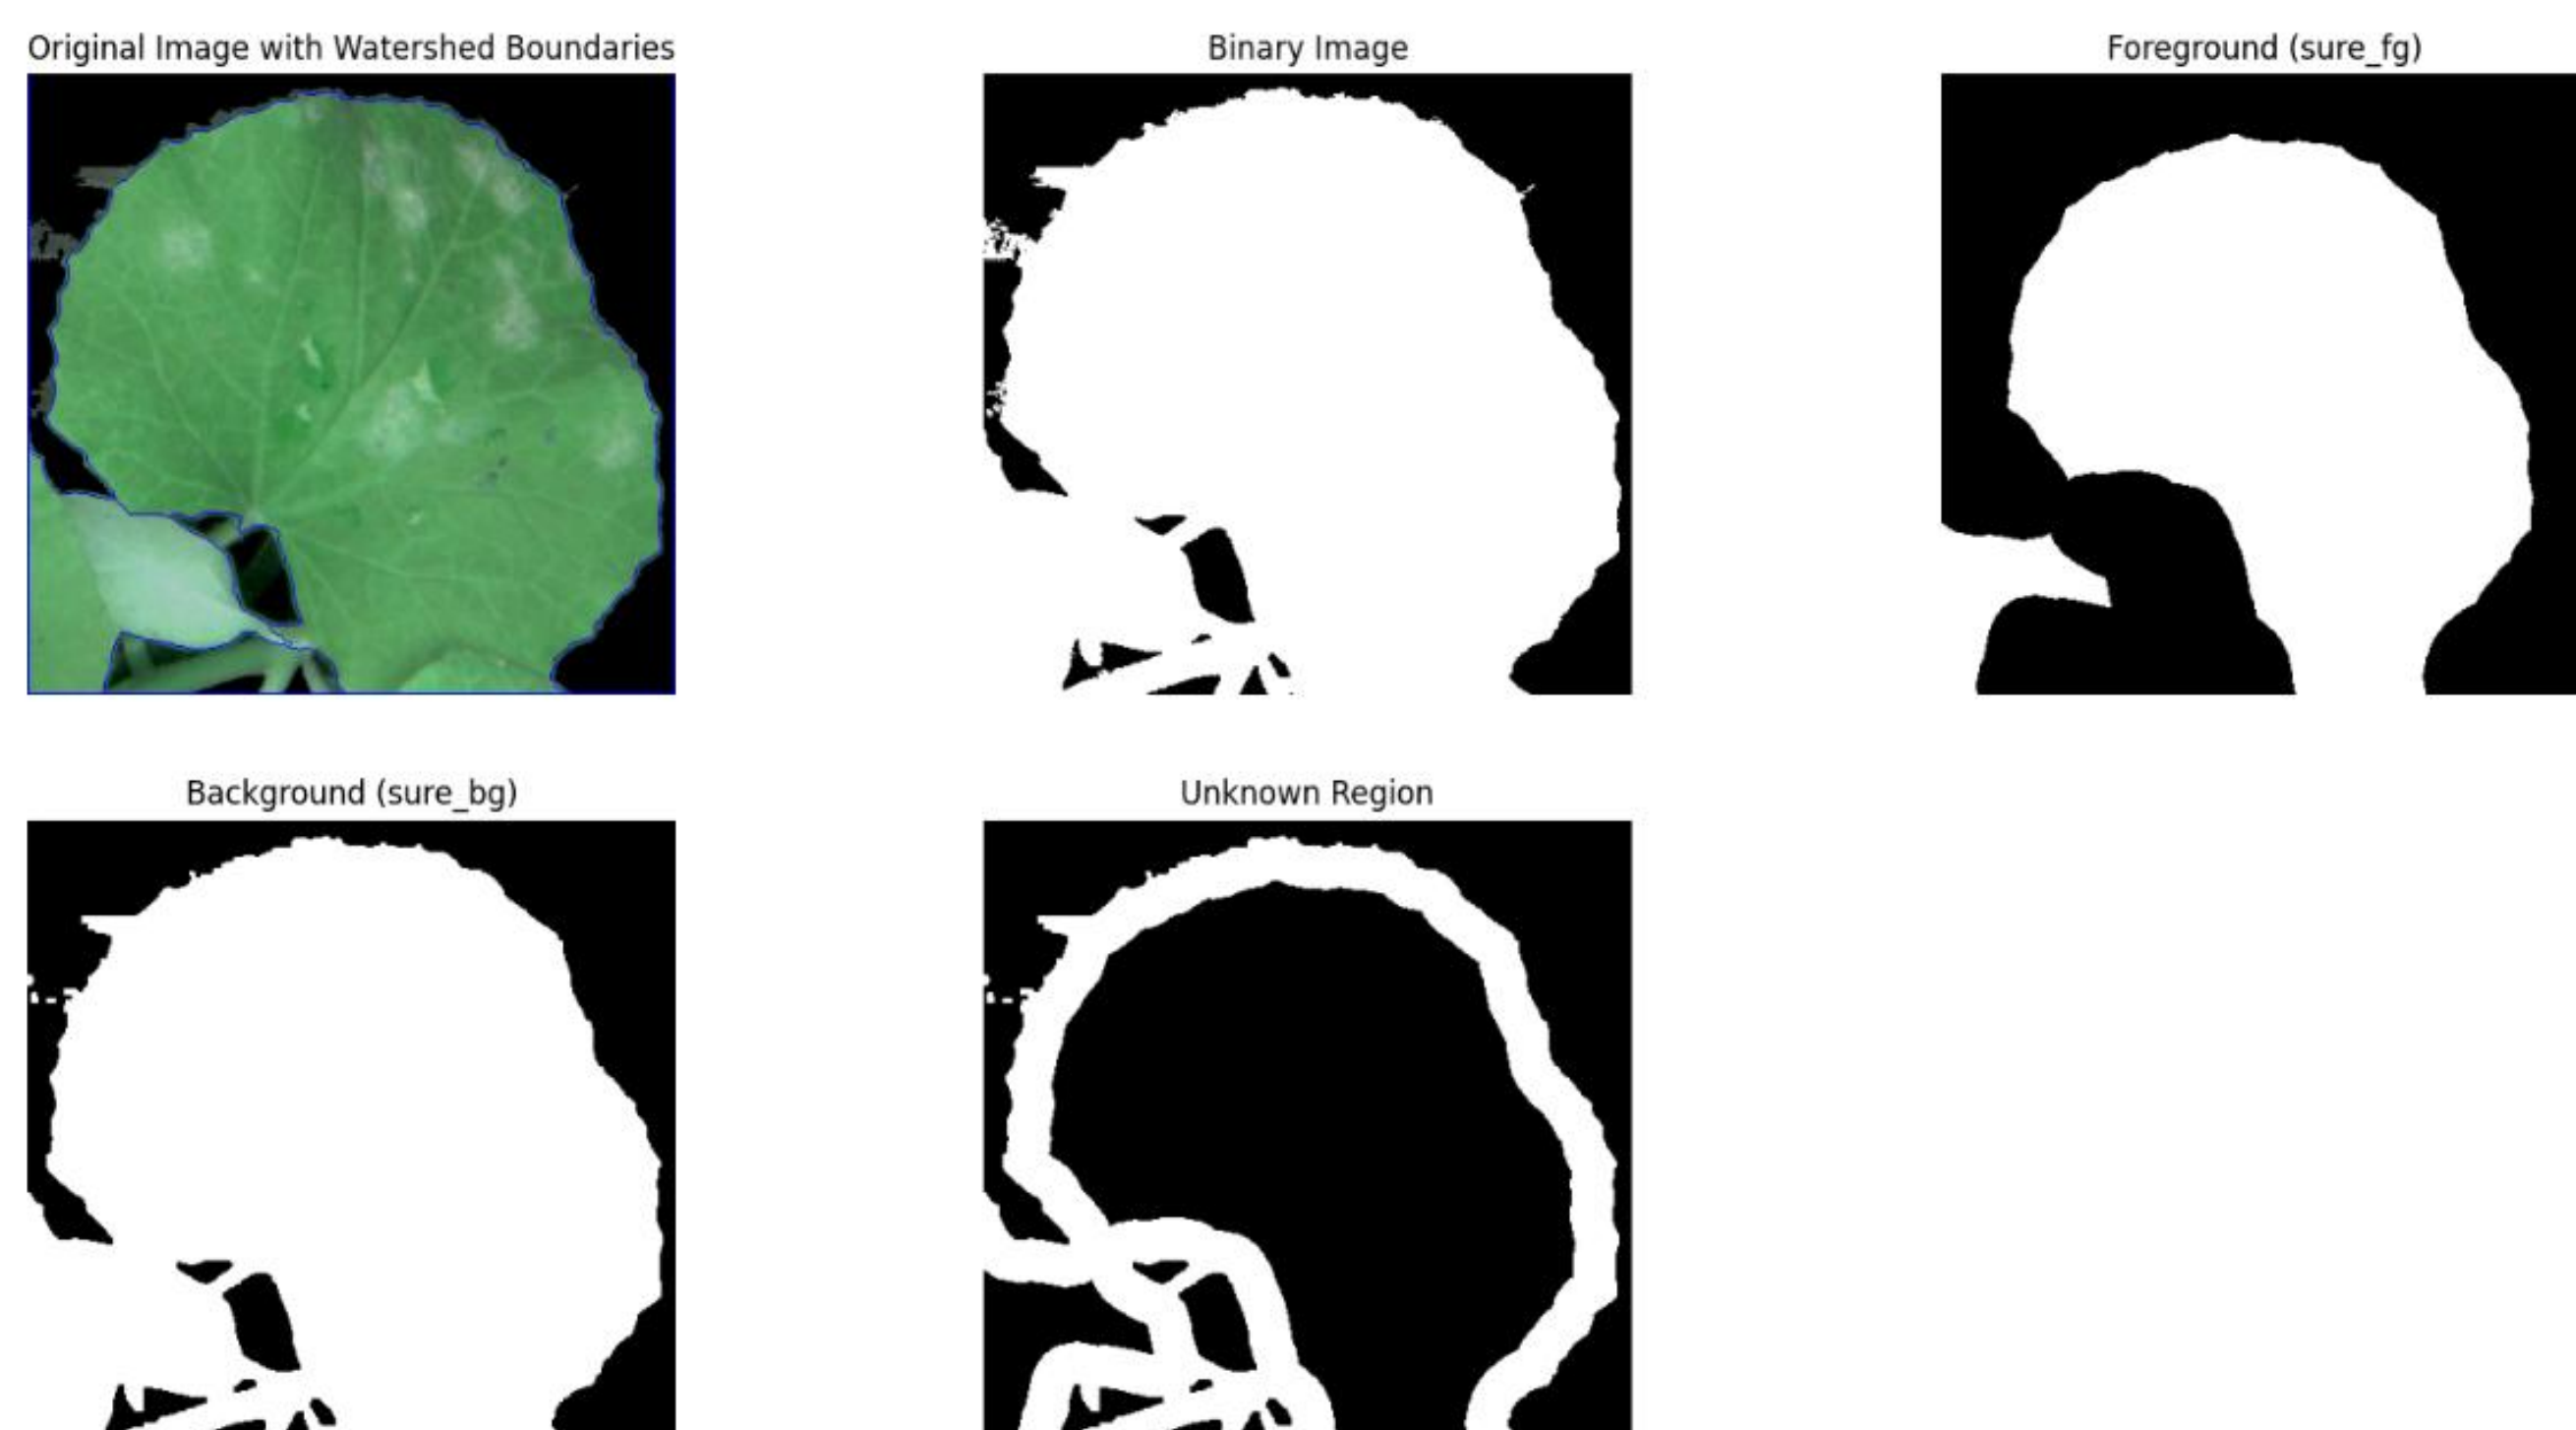 Original Image with Watershed Boundaries
Binary Image
Foreground (sure_fg)
Background (sure_bg)
Unknown Region